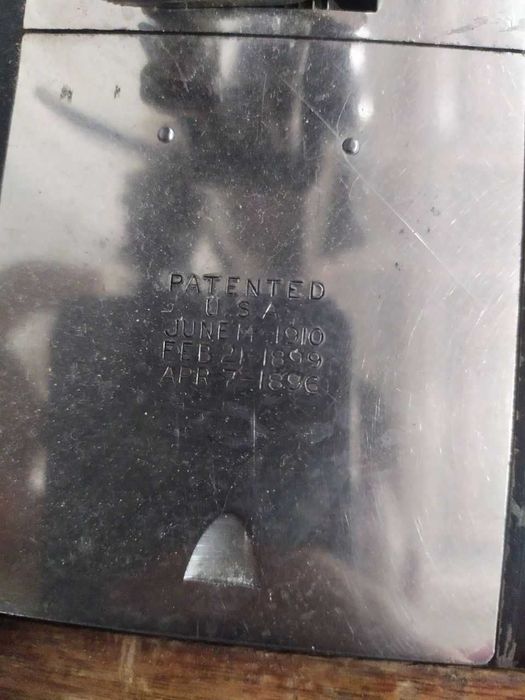 PATENTED
U.S.A
JUNE 14-1910
FEB 21-1899
APR 7-1896